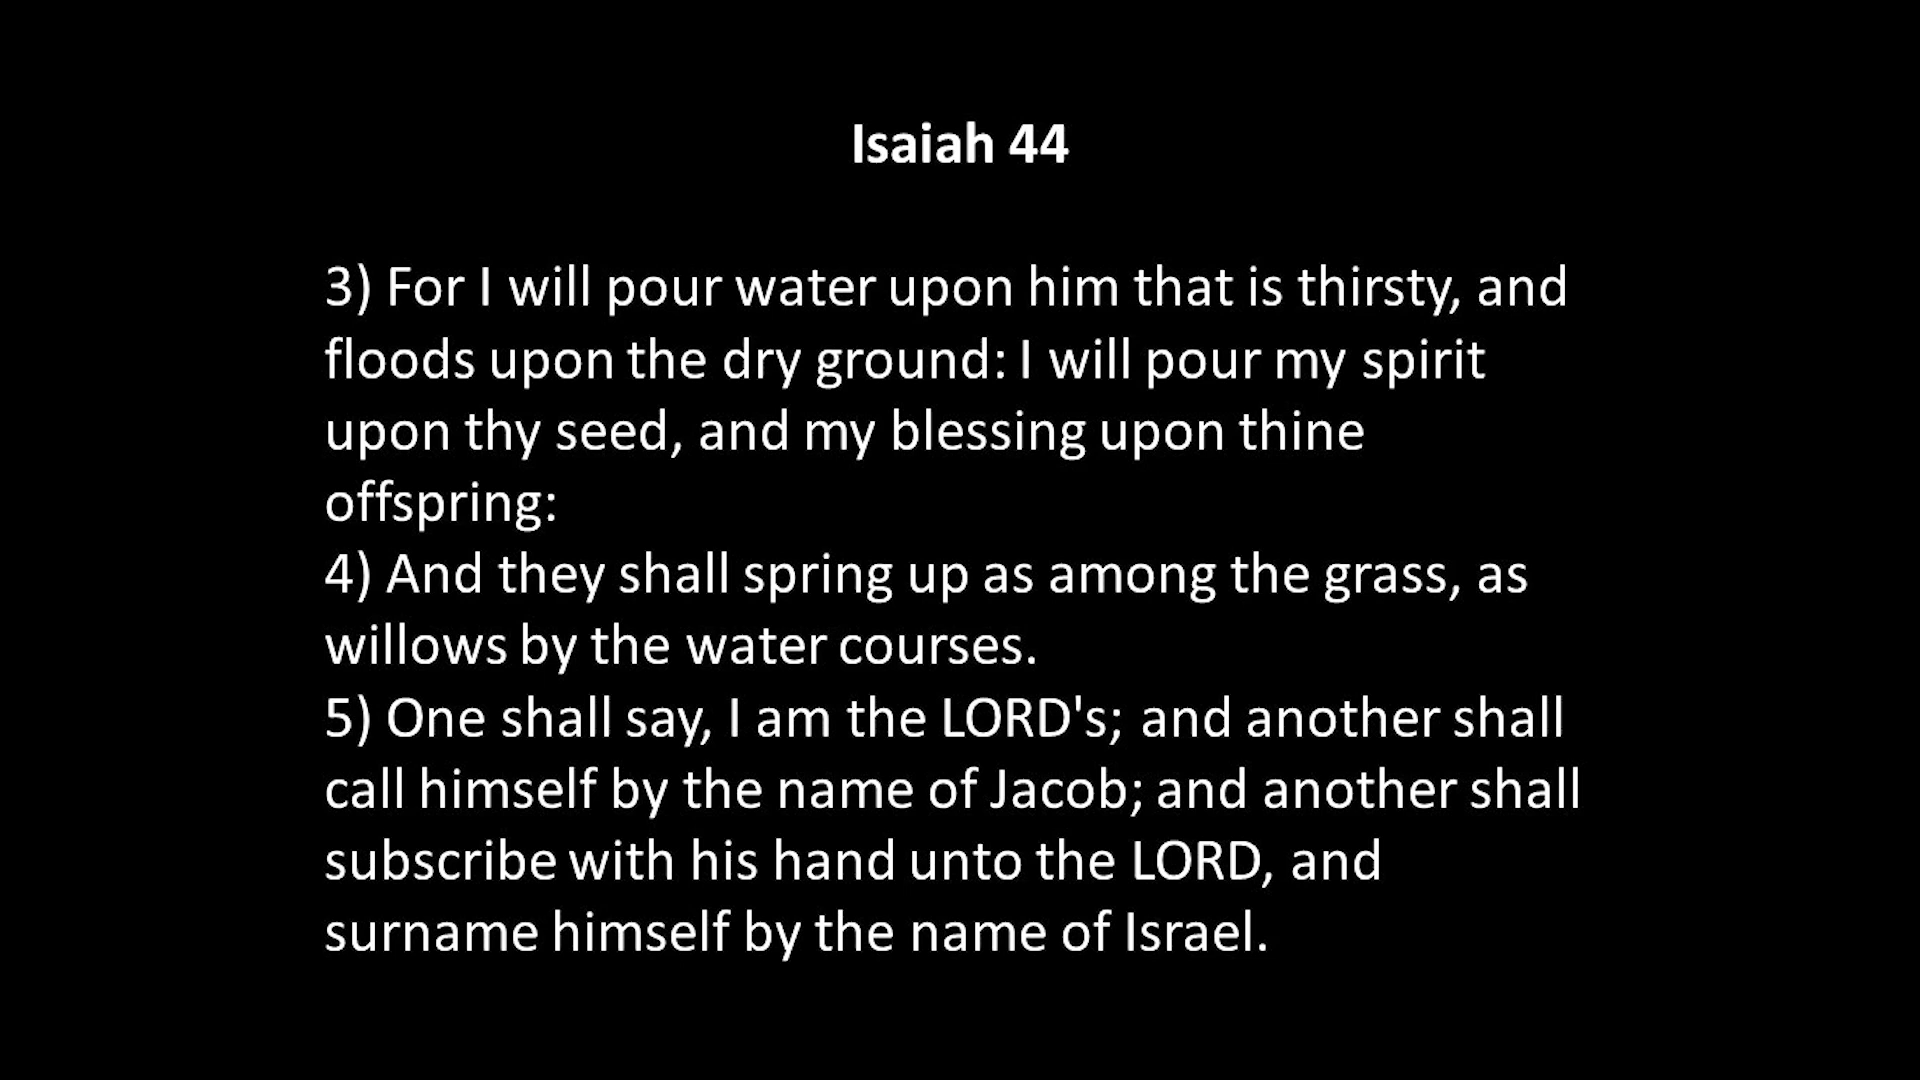 Isaiah 44
3) For I will pour water upon him that is thirsty, and
floods upon the dry ground: I will pour my spirit
upon thy seed, and my blessing upon thine
offspring:
4) And they shall spring up as among the grass, as
willows by the water courses.
5) One shall say, I am the LORD's; and another shall
call himself by the name of Jacob; and another shall
subscribe with his hand unto the LORD, and
surname himself by the name of Israel.